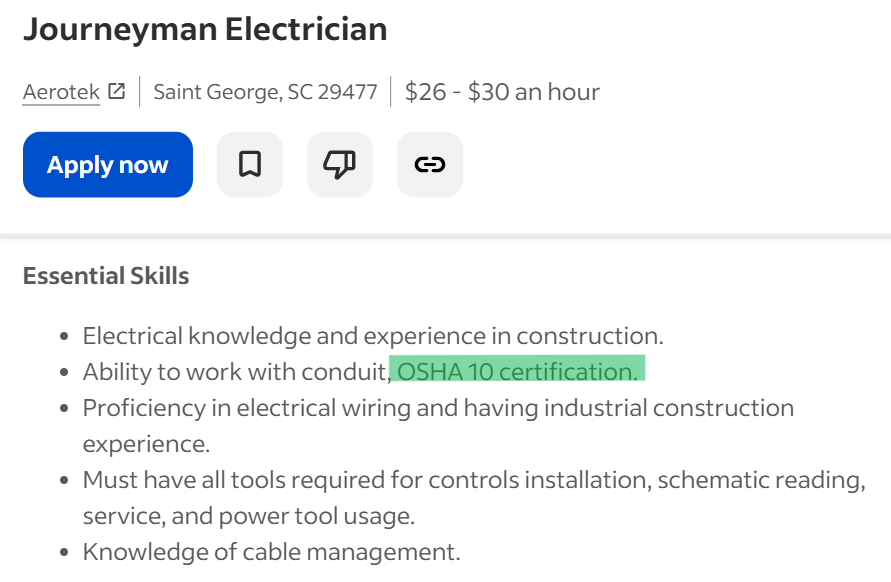 Journeyman Electrician
Aerotek Saint George, SC 29477 $26 - $30 an hour
Apply now
Essential Skills
• Electrical knowledge and experience in construction.
• Ability to work with conduit, OSHA 10 certification.
• Proficiency in electrical wiring and having industrial construction
experience.
• Must have all tools required for controls installation, schematic reading,
service, and power tool usage.
• Knowledge of cable management.